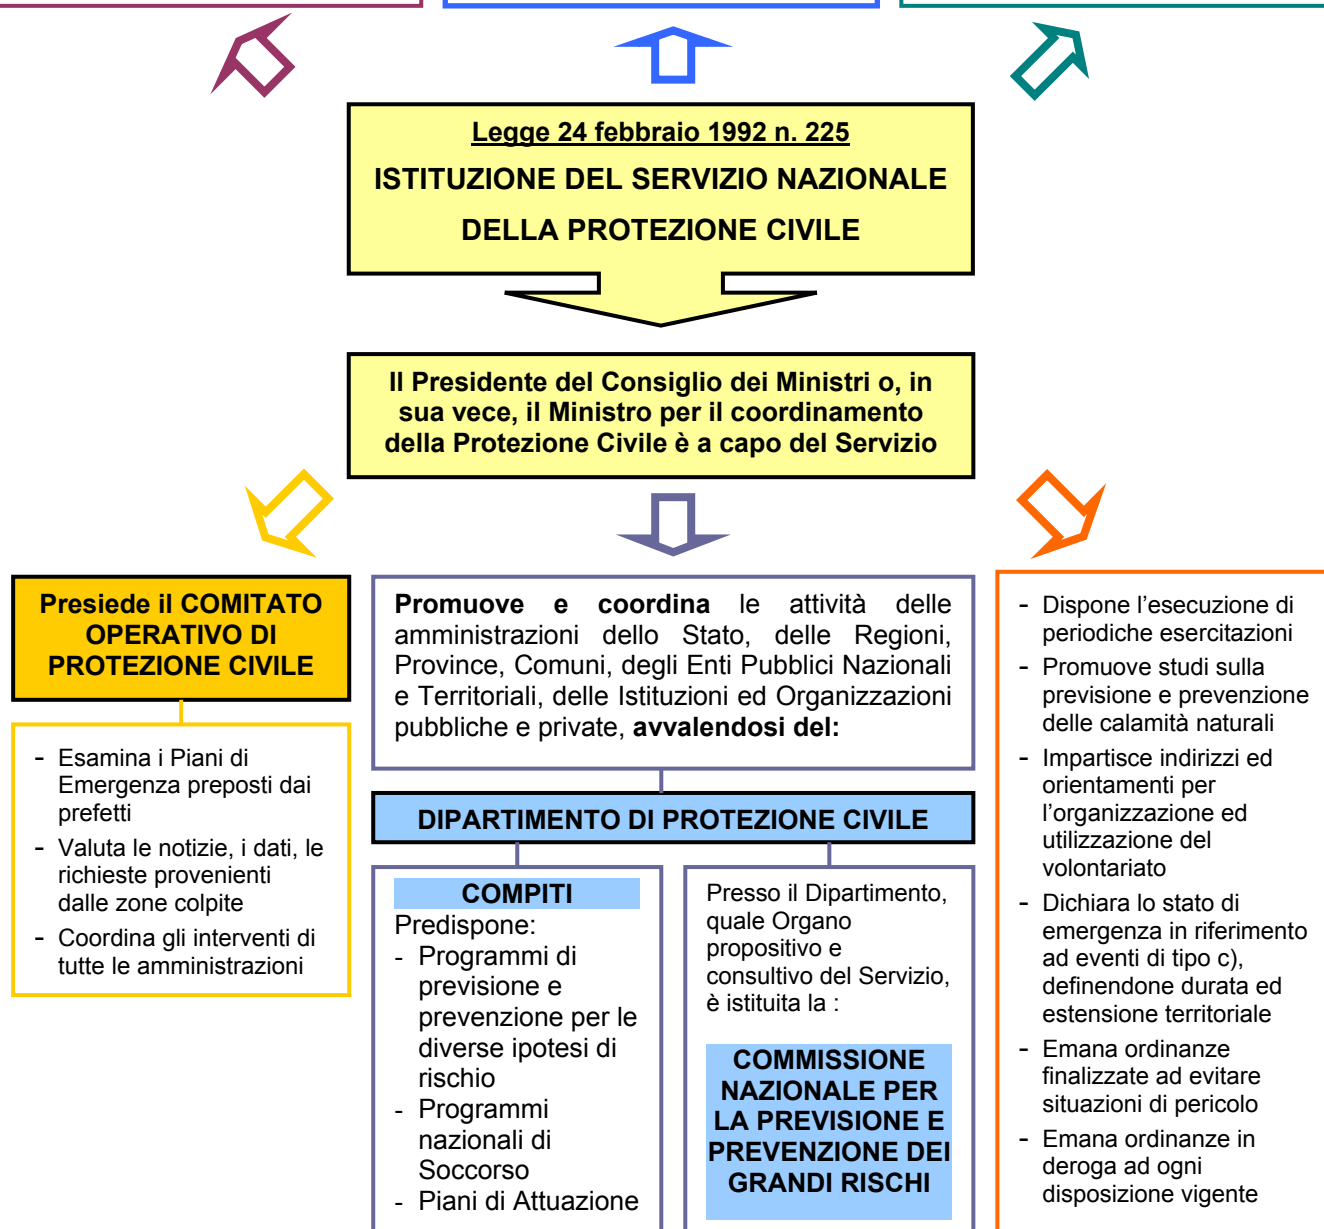 Legge 24 febbraio 1992 n. 225
ISTITUZIONE DEL SERVIZIO NAZIONALE
DELLA PROTEZIONE CIVILE
Il Presidente del Consiglio dei Ministri o, in
sua vece, il Ministro per il coordinamento
della Protezione Civile è a capo del Servizio
Presiede il COMITATO
OPERATIVO DI
PROTEZIONE CIVILE
- Esamina i Piani di
Emergenza preposti dai
prefetti
- Valuta le notizie, i dati, le
richieste provenienti
dalle zone colpite
- Coordina gli interventi di
tutte le amministrazioni
Promuove e coordina le attività delle
amministrazioni dello Stato, delle Regioni,
Province, Comuni, degli Enti Pubblici Nazionali
e Territoriali, delle Istituzioni ed Organizzazioni
pubbliche e private, avvalendosi del:
DIPARTIMENTO DI PROTEZIONE CIVILE
COMPITI
Predispone:
- Programmi di
previsione e
prevenzione per le
diverse ipotesi di
rischio
- Programmi
nazionali di
Soccorso
- Piani di Attuazione
Presso il Dipartimento,
quale Organo
propositivo e
consultivo del Servizio,
è istituita la :
COMMISSIONE
NAZIONALE PER
LA PREVISIONE E
PREVENZIONE DEI
GRANDI RISCHI
- Dispone l’esecuzione di
periodiche esercitazioni
- Promuove studi sulla
previsione e prevenzione
delle calamità naturali
- Impartisce indirizzi ed
orientamenti per
l’organizzazione ed
utilizzazione del
volontariato
- Dichiara lo stato di
emergenza in riferimento
ad eventi di tipo c),
definendone durata ed
estensione territoriale
- Emana ordinanze
finalizzate ad evitare
situazioni di pericolo
- Emana ordinanze in
deroga ad ogni
disposizione vigente